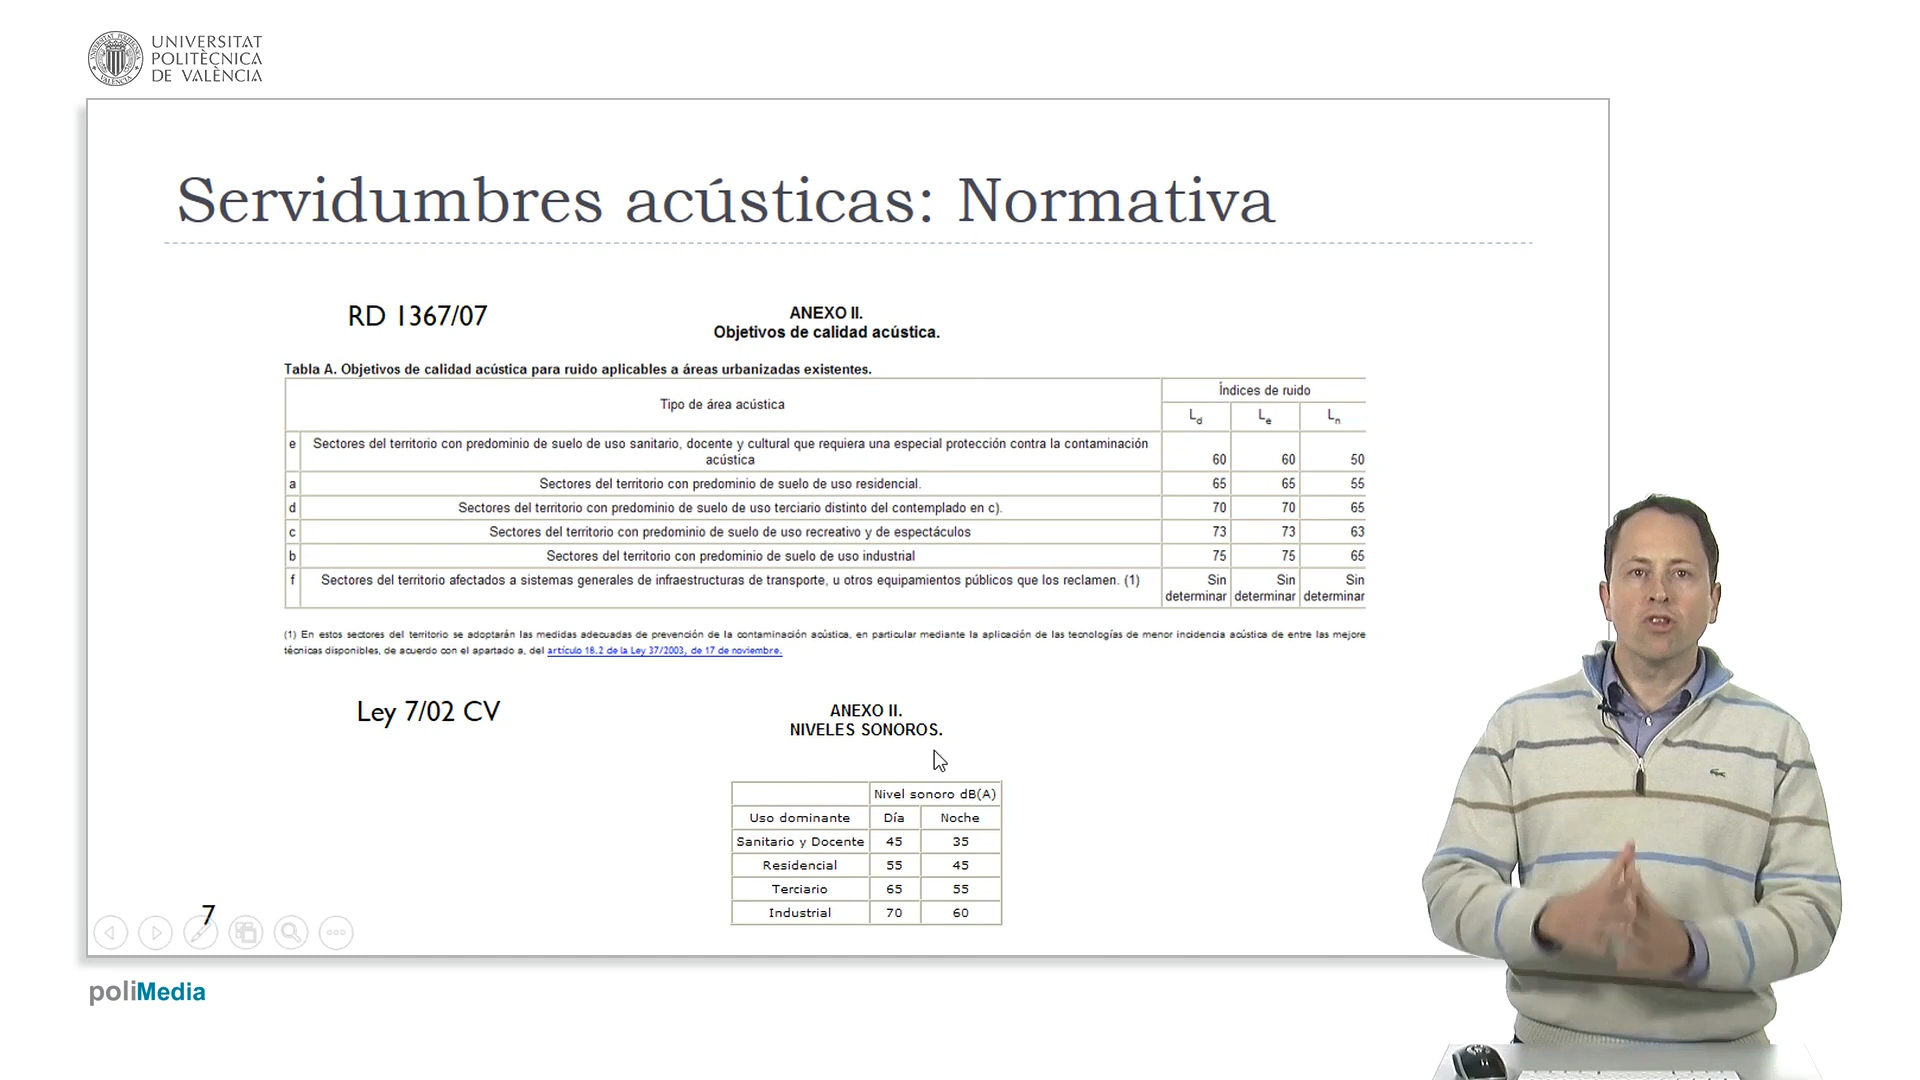 UNIVERSITAT
POLITÈCNICA
DE VALÈNCIA
Servidumbres acústicas: Normativa
RD 1367/07
ANEXO II.
Objetivos de calidad acústica.
Tabla A. Objetivos de calidad acústica para ruido aplicables a áreas urbanizadas existentes.
Tipo de área acústica
Índices de ruido
Ld Le Ln
e Sectores del territorio con predominio de suelo de uso sanitario, docente y cultural que requiera una especial protección contra la contaminación
acústica 60 60 50
a Sectores del territorio con predominio de suelo de uso residencial. 65 65 55
d Sectores del territorio con predominio de suelo de uso terciario distinto del contemplado en c). 70 70 65
c Sectores del territorio con predominio de suelo de uso recreativo y de espectáculos 73 73 63
b Sectores del territorio con predominio de suelo de uso industrial 75 75 65
f Sectores del territorio afectados a sistemas generales de infraestructuras de transporte, u otros equipamientos públicos que los reclamen. (1) Sin Sin Sin
determinar determinar determinar
(1) En estos sectores del territorio se adoptarán las medidas adecuadas de prevención de la contaminación acústica, en particular mediante la aplicación de las tecnologías de menor incidencia acústica de entre las mejore
técnicas disponibles, de acuerdo con el apartado a, del artículo 18.2 de la Ley 37/2003, de 17 de noviembre.
Ley 7/02 CV
ANEXO II.
NIVELES SONOROS.
Nivel sonoro dB(A)
Uso dominante Día Noche
Sanitario y Docente 45 35
Residencial 55 45
Terciario 65 55
Industrial 70 60
7
poliMedia